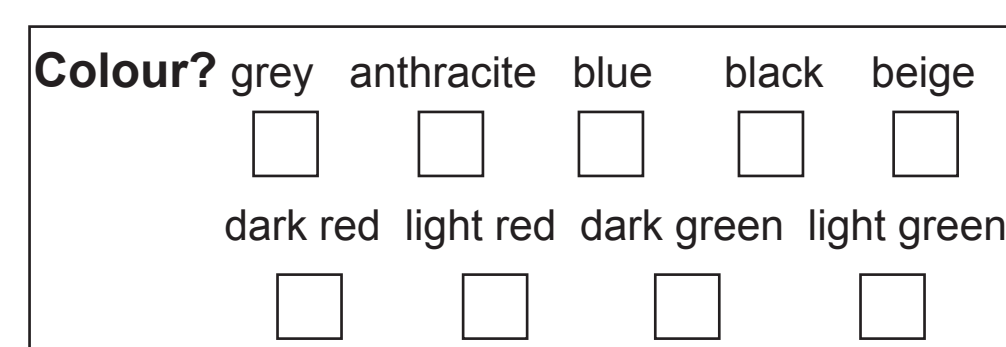 Colour? grey anthracite blue black beige
dark red light red dark green light green